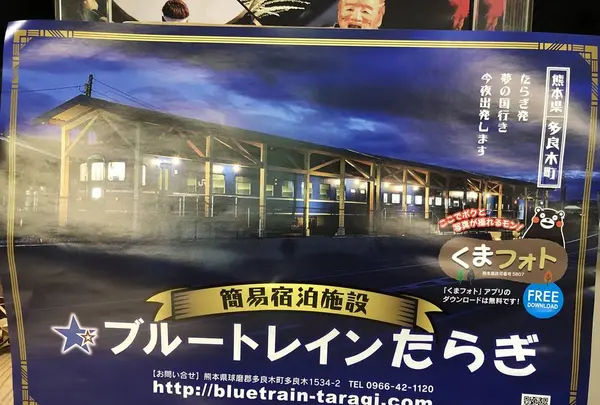 熊本県 多良木町
たらぎ発
夢の国行き
今夜出発します
ここでボクと
写真が撮れるモン!
くまフォト
「くまフォト」アプリの
ダウンロードは無料です!
FREE
DOWNLOAD
簡易宿泊施設
ブルートレインたらぎ
【お問い合せ】熊本県球磨郡多良木町多良木1534-2 TEL 0966-42-1120
http://bluetrain-taragi.com/